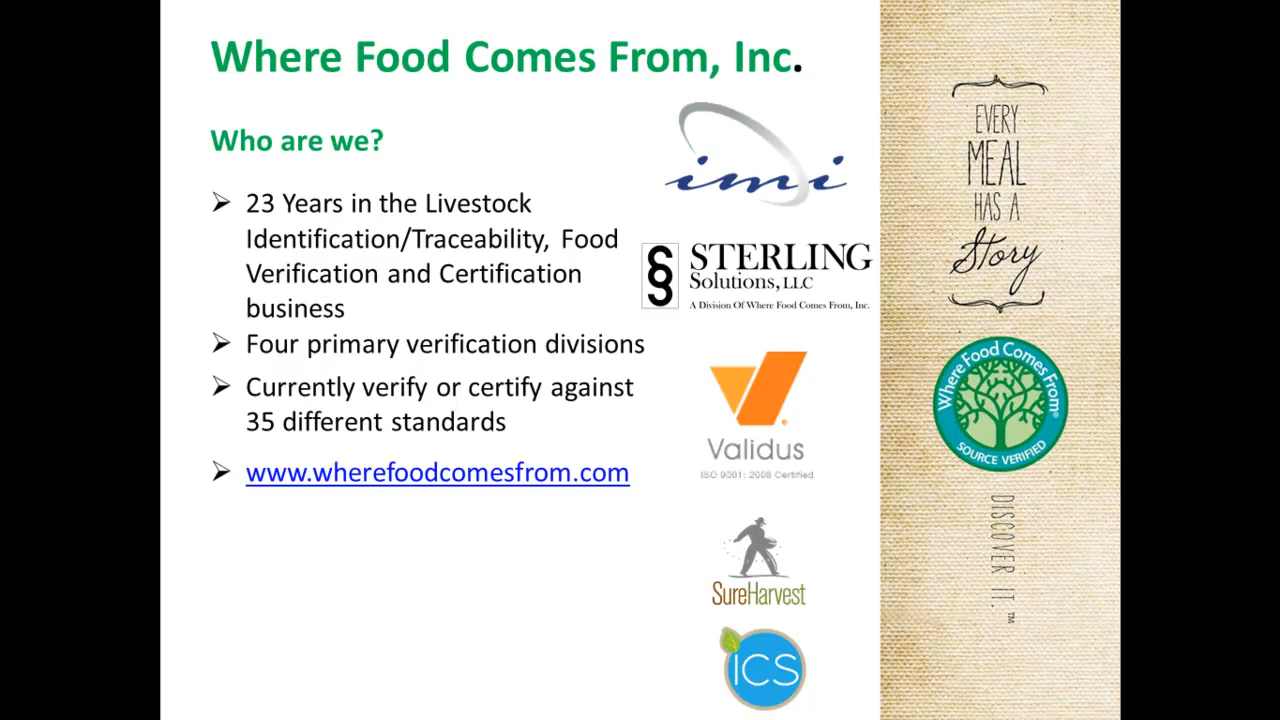 Where Food Comes From, Inc.
Who are we?
➢ 23 Years in the Livestock
Identification/Traceability, Food
Verification and Certification
business
➢ Four primary verification divisions
➢ Currently verify or certify against
35 different standards
➢ www.wherefoodcomesfrom.com
imi
STERLING
Solutions, LLC
A Division Of Where Food Comes From, Inc.
Validus
ISO 9001: 2008 Certified
SureHarvest
ICS
EVERY
MEAL
HAS A
Story
Where Food Comes From®
SOURCE VERIFIED
DISCOVER IT.™